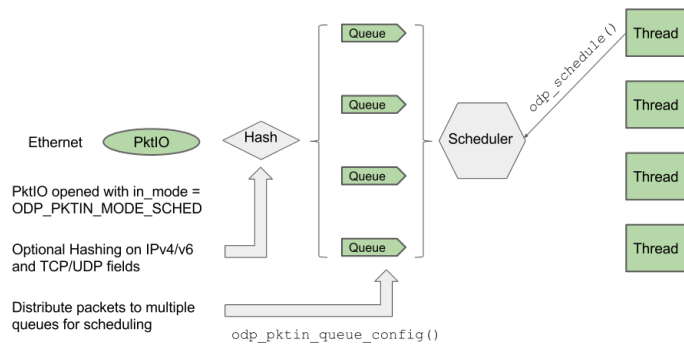 Queue
Thread
odp_schedule()
Queue
Thread
Ethernet
PktIO
Hash
Scheduler
PktIO opened with in_mode =
ODP_PKTIN_MODE_SCHED
Queue
Thread
Optional Hashing on IPv4/v6
and TCP/UDP fields
Queue
Thread
Distribute packets to multiple
queues for scheduling
odp_pktin_queue_config()